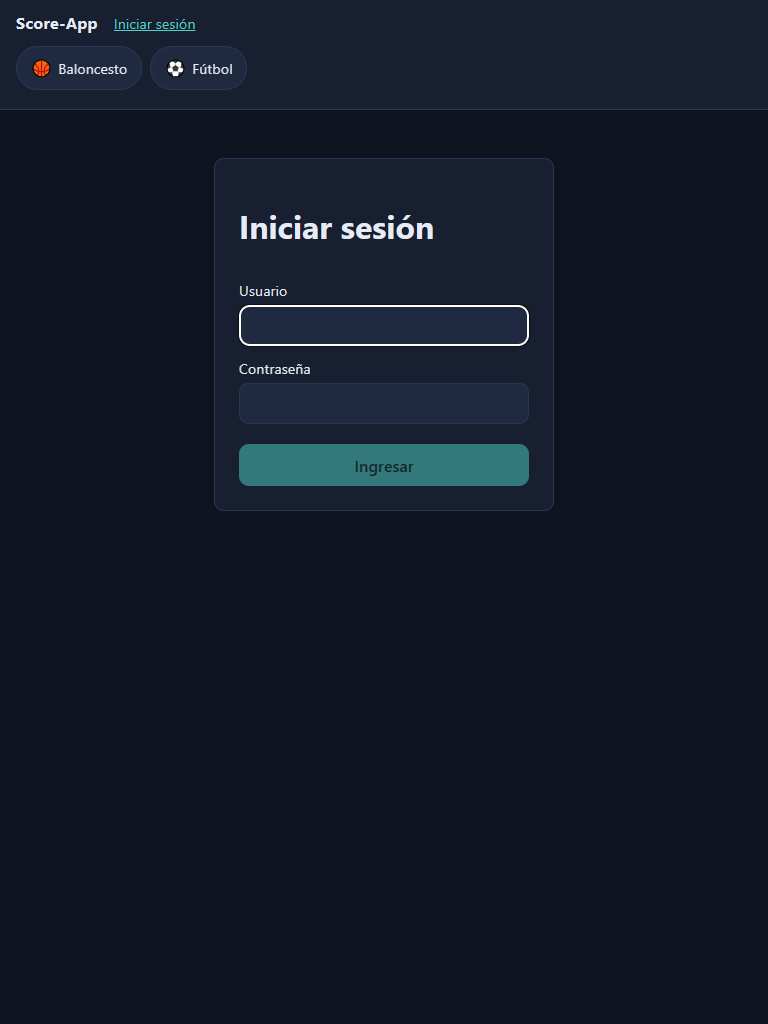 Score-App Iniciar sesión
Baloncesto Fútbol
Iniciar sesión
Usuario
Contraseña
Ingresar